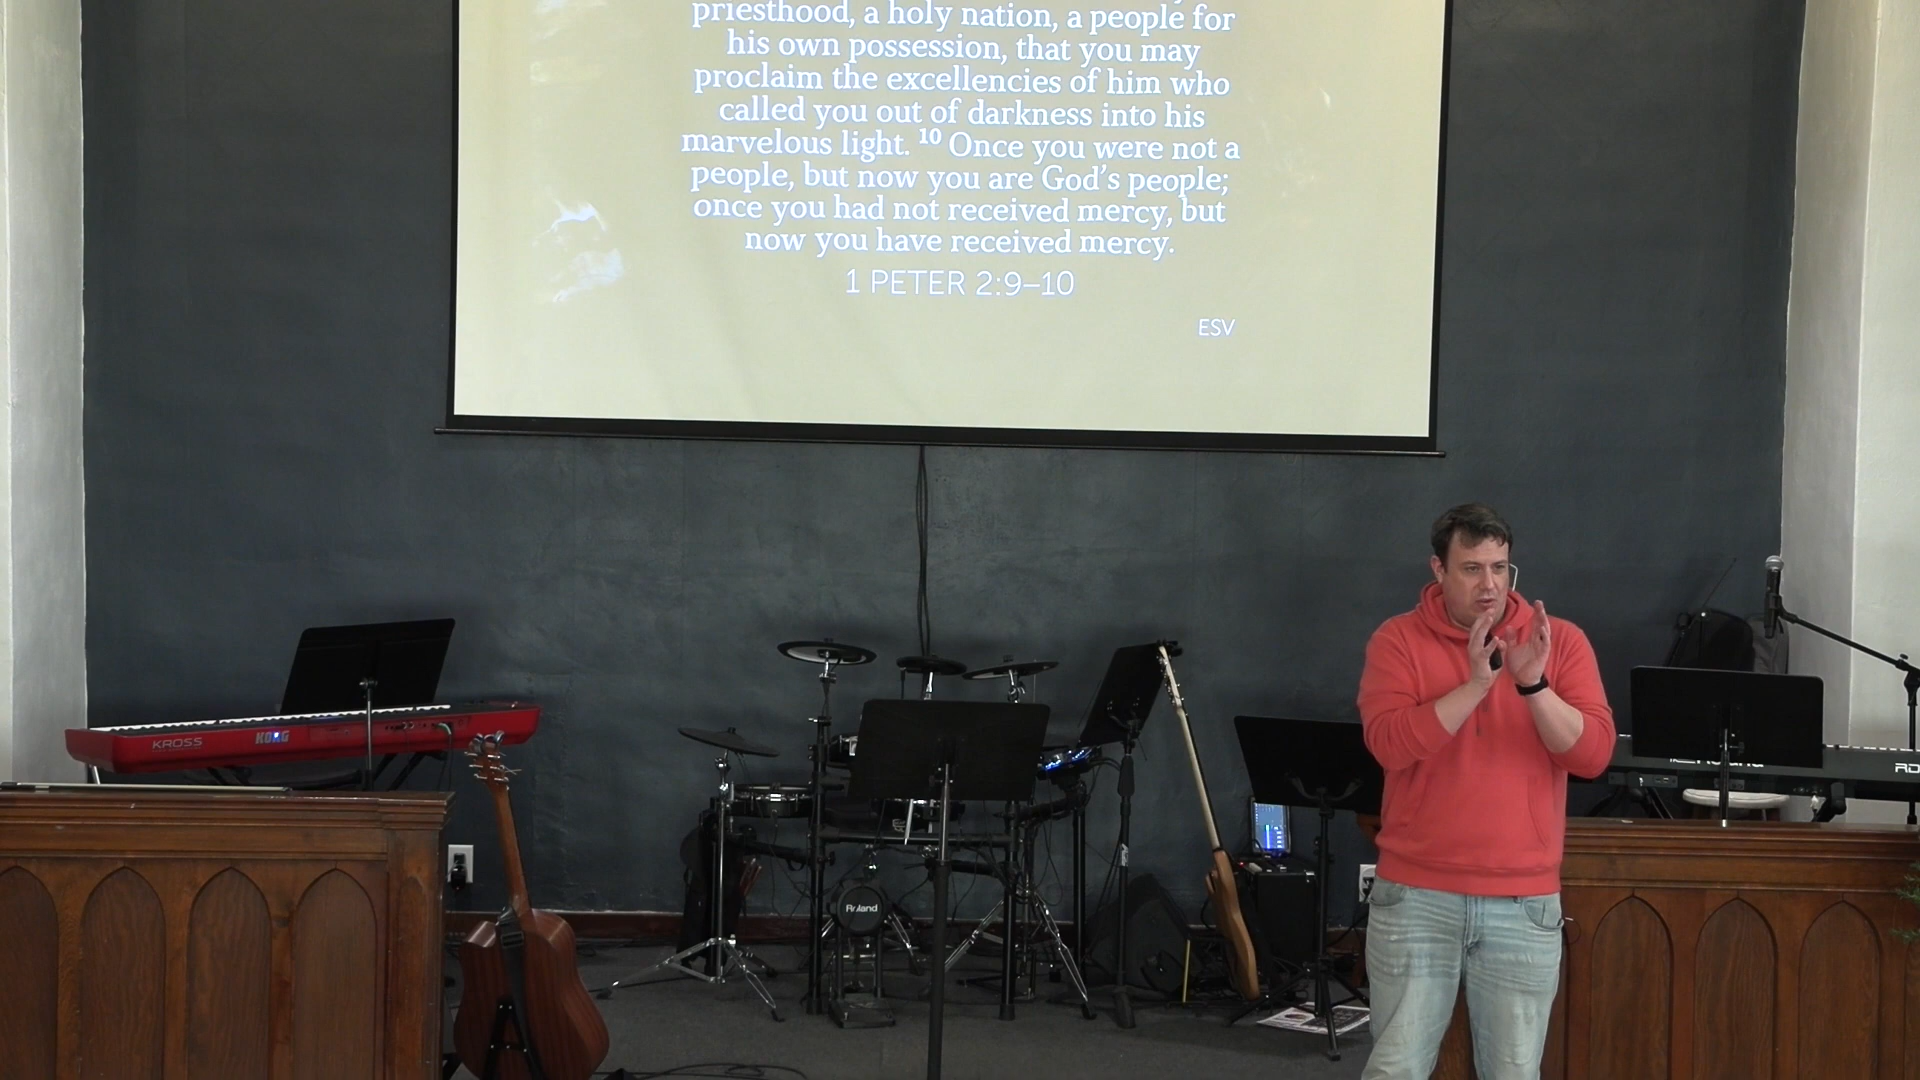 priesthood, a holy nation, a people for
his own possession, that you may
proclaim the excellencies of him who
called you out of darkness into his
marvelous light. 10 Once you were not a
people, but now you are God's people;
once you had not received mercy, but
now you have received mercy.
1 PETER 2:9–10
ESV
KROSS
KORG
Roland
Roland
RD